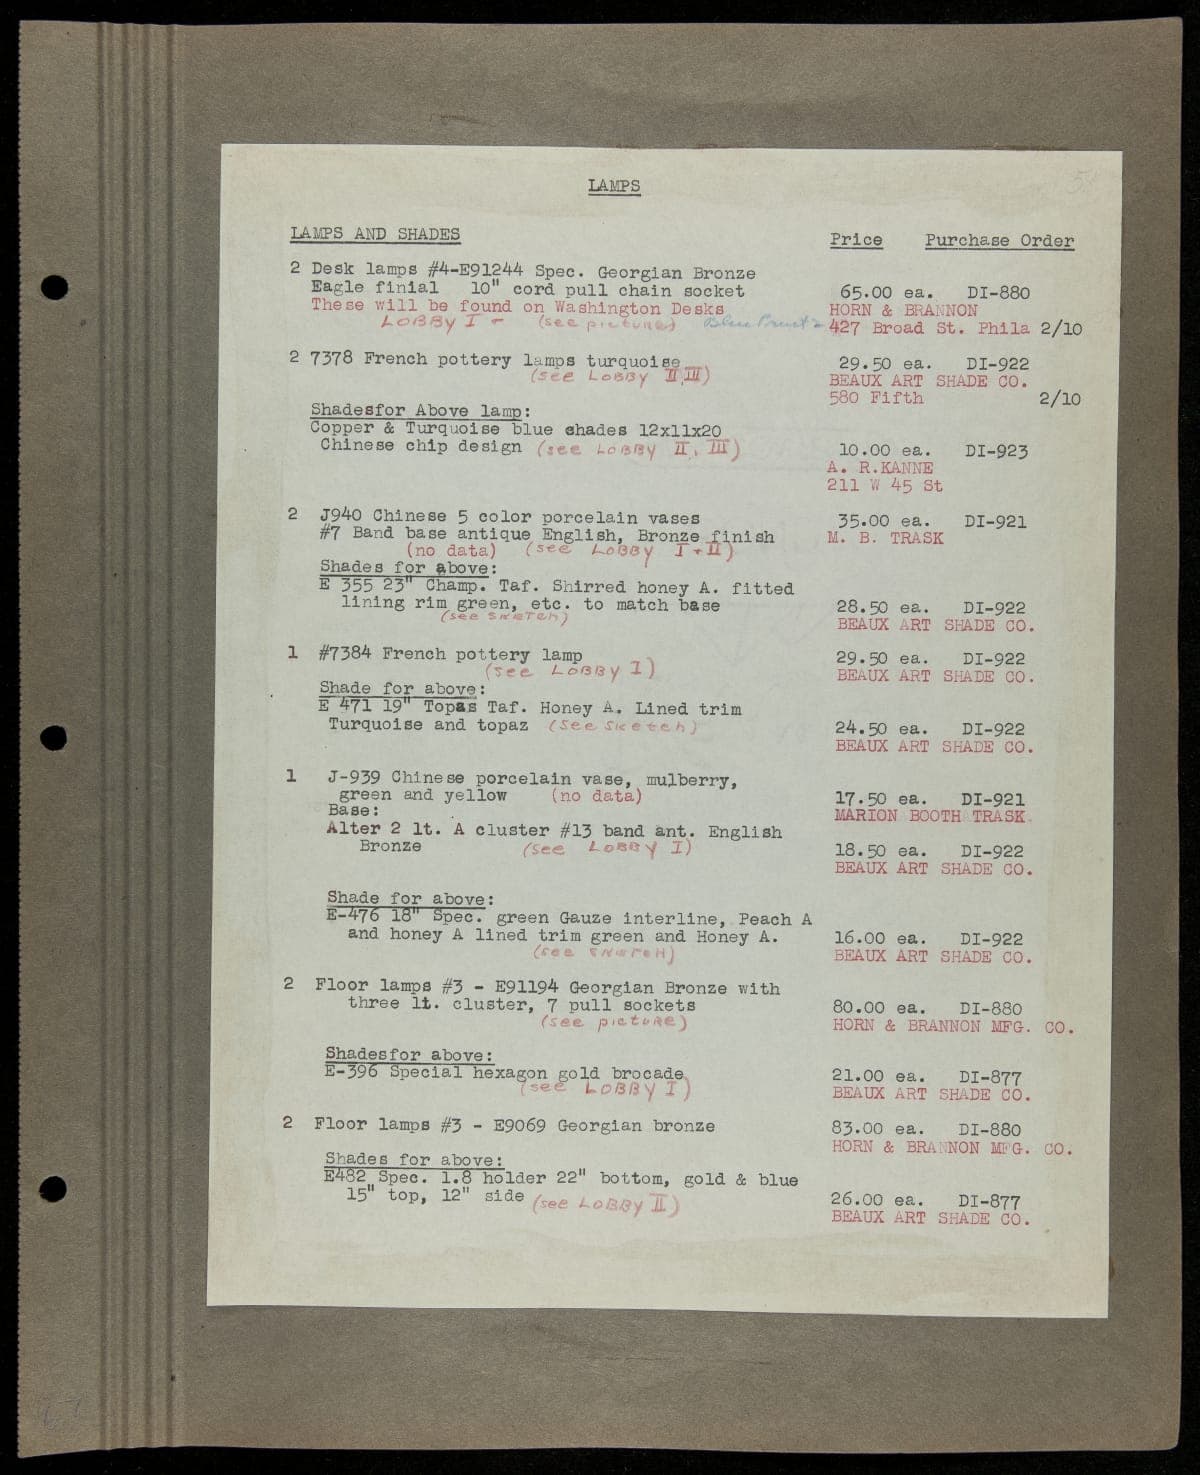 LAMPS
LAMPS AND SHADES Price Purchase Order
2 Desk lamps #4-E91244 Spec. Georgian Bronze
Eagle finial 10" cord pull chain socket 65.00 ea. DI-880
These will be found on Washington Desks HORN & BRANNON
LOBBY I - (see picture) Blue Print 427 Broad St. Phila 2/10
2 7378 French pottery lamps turquoise 29.50 ea. DI-922
(see LOBBY II, III) BEAUX ART SHADE CO.
580 Fifth 2/10
Shadesfor Above lamp:
Copper & Turquoise blue shades 12x11x20
Chinese chip design (see LOBBY II, III) 10.00 ea. DI-923
A. R.KANNE
211 W 45 St
2 J940 Chinese 5 color porcelain vases 35.00 ea. DI-921
#7 Band base antique English, Bronze finish M. B. TRASK
(no data) (see LOBBY I + II)
Shades for above:
E 355 23" Champ. Taf. Shirred honey A. fitted
lining rim green, etc. to match base 28.50 ea. DI-922
(see SKETCH) BEAUX ART SHADE CO.
1 #7384 French pottery lamp 29.50 ea. DI-922
(see LOBBY I) BEAUX ART SHADE CO.
Shade for above:
E 471 19" Topas Taf. Honey A. Lined trim
Turquoise and topaz (see sketch) 24.50 ea. DI-922
BEAUX ART SHADE CO.
1 J-939 Chinese porcelain vase, mulberry,
green and yellow (no data) 17.50 ea. DI-921
Base: MARION BOOTH TRASK.
Alter 2 lt. A cluster #13 band ant. English
Bronze (see LOBBY I) 18.50 ea. DI-922
BEAUX ART SHADE CO.
Shade for above:
E-476 18" Spec. green Gauze interline, Peach A
and honey A lined trim green and Honey A. 16.00 ea. DI-922
(see SKETCH) BEAUX ART SHADE CO.
2 Floor lamps #3 - E91194 Georgian Bronze with
three lt. cluster, 7 pull sockets 80.00 ea. DI-880
(see picture) HORN & BRANNON MFG. CO.
Shadesfor above:
E-396 Special hexagon gold brocade 21.00 ea. DI-877
(see LOBBY I) BEAUX ART SHADE CO.
2 Floor lamps #3 - E9069 Georgian bronze 83.00 ea. DI-880
HORN & BRANNON MFG. CO.
Shades for above:
E482 Spec. 1.8 holder 22" bottom, gold & blue
15" top, 12" side (see LOBBY II) 26.00 ea. DI-877
BEAUX ART SHADE CO.